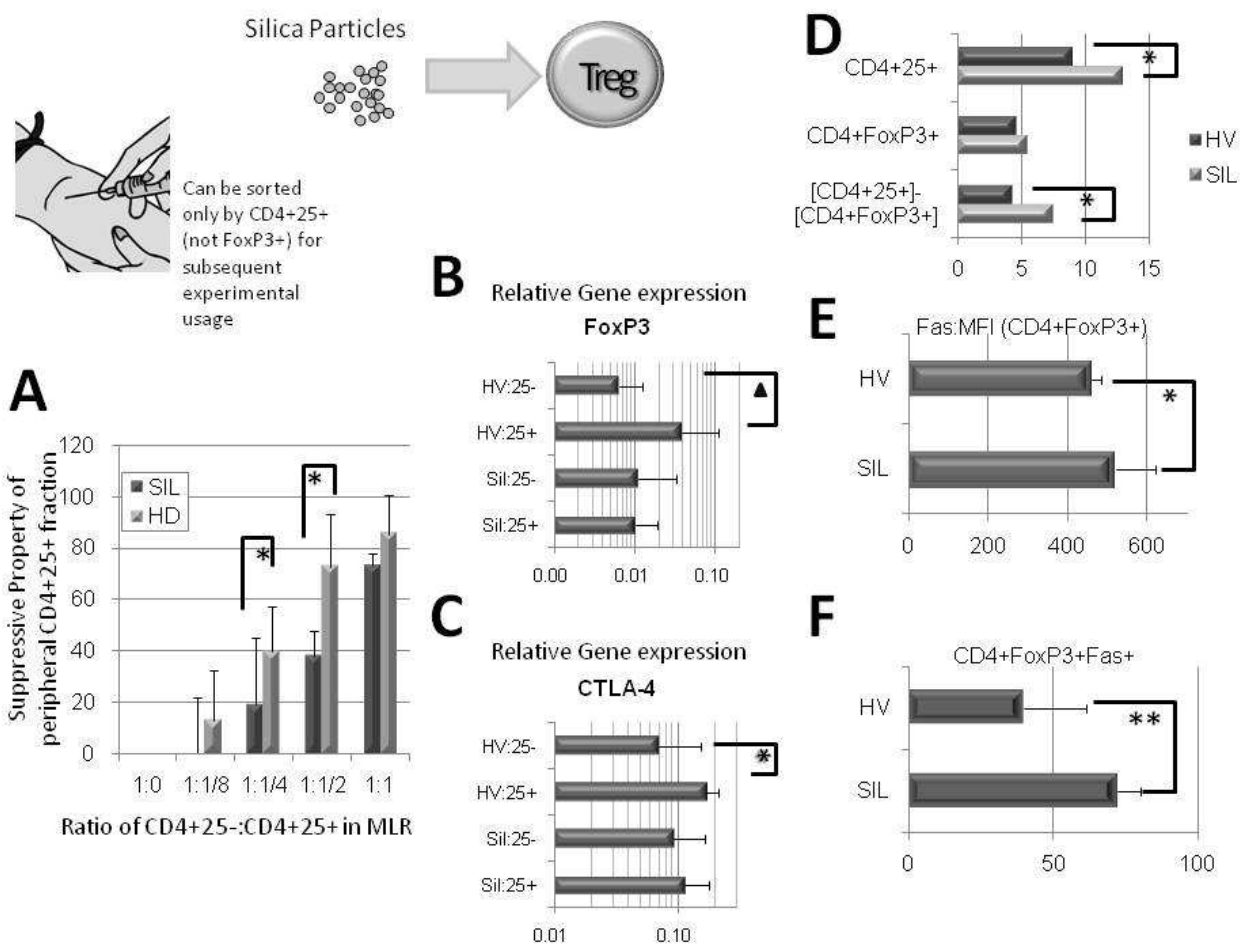 Silica Particles
Treg
Can be sorted
only by CD4+25+
(not FoxP3+) for
subsequent
experimental
usage
A
Suppressive Property of
peripheral CD4+25+ fraction
120
100
80
60
40
20
0
SIL
HD
*
*
1:0 1:1/8 1:1/4 1:1/2 1:1
Ratio of CD4+25-:CD4+25+ in MLR
B
Relative Gene expression
FoxP3
HV:25-
HV:25+
Sil:25-
Sil:25+
▲
0.00 0.01 0.10
C
Relative Gene expression
CTLA-4
HV:25-
HV:25+
Sil:25-
Sil:25+
*
0.01 0.10
D
CD4+25+
CD4+FoxP3+
[CD4+25+]-
[CD4+FoxP3+]
*
*
HV
SIL
0 5 10 15
E
Fas:MFI (CD4+FoxP3+)
HV
SIL
*
0 200 400 600
F
CD4+FoxP3+Fas+
HV
SIL
**
0 50 100